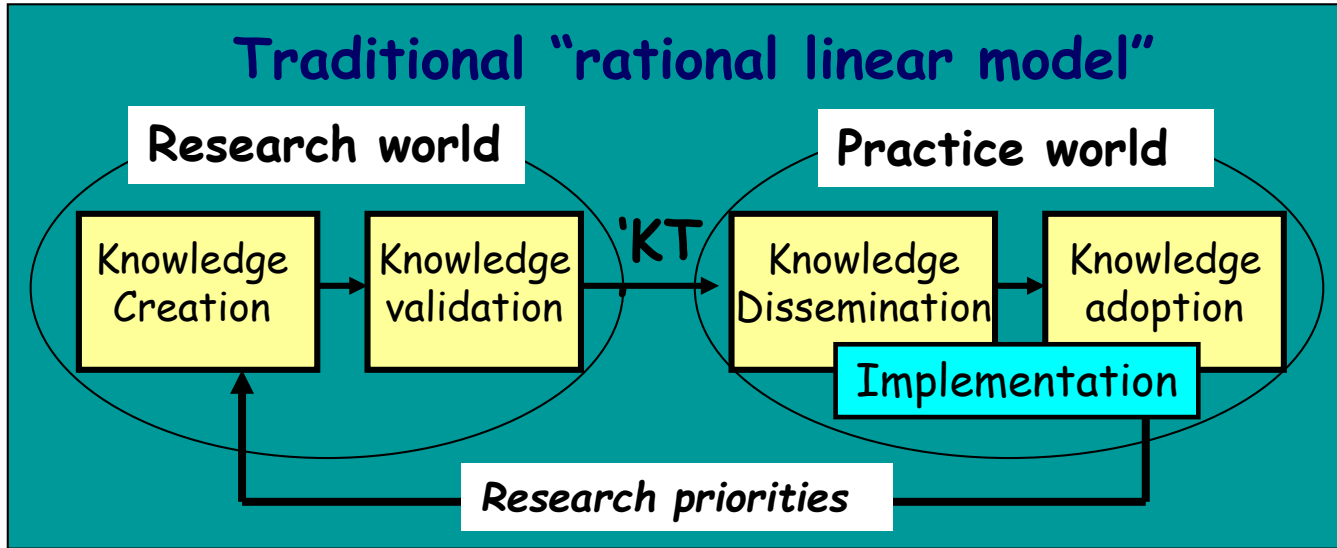 Traditional “rational linear model”
Research world
Practice world
Knowledge
Creation
Knowledge
validation
‘KT
’
Knowledge
Dissemination
Knowledge
adoption
Implementation
Research priorities